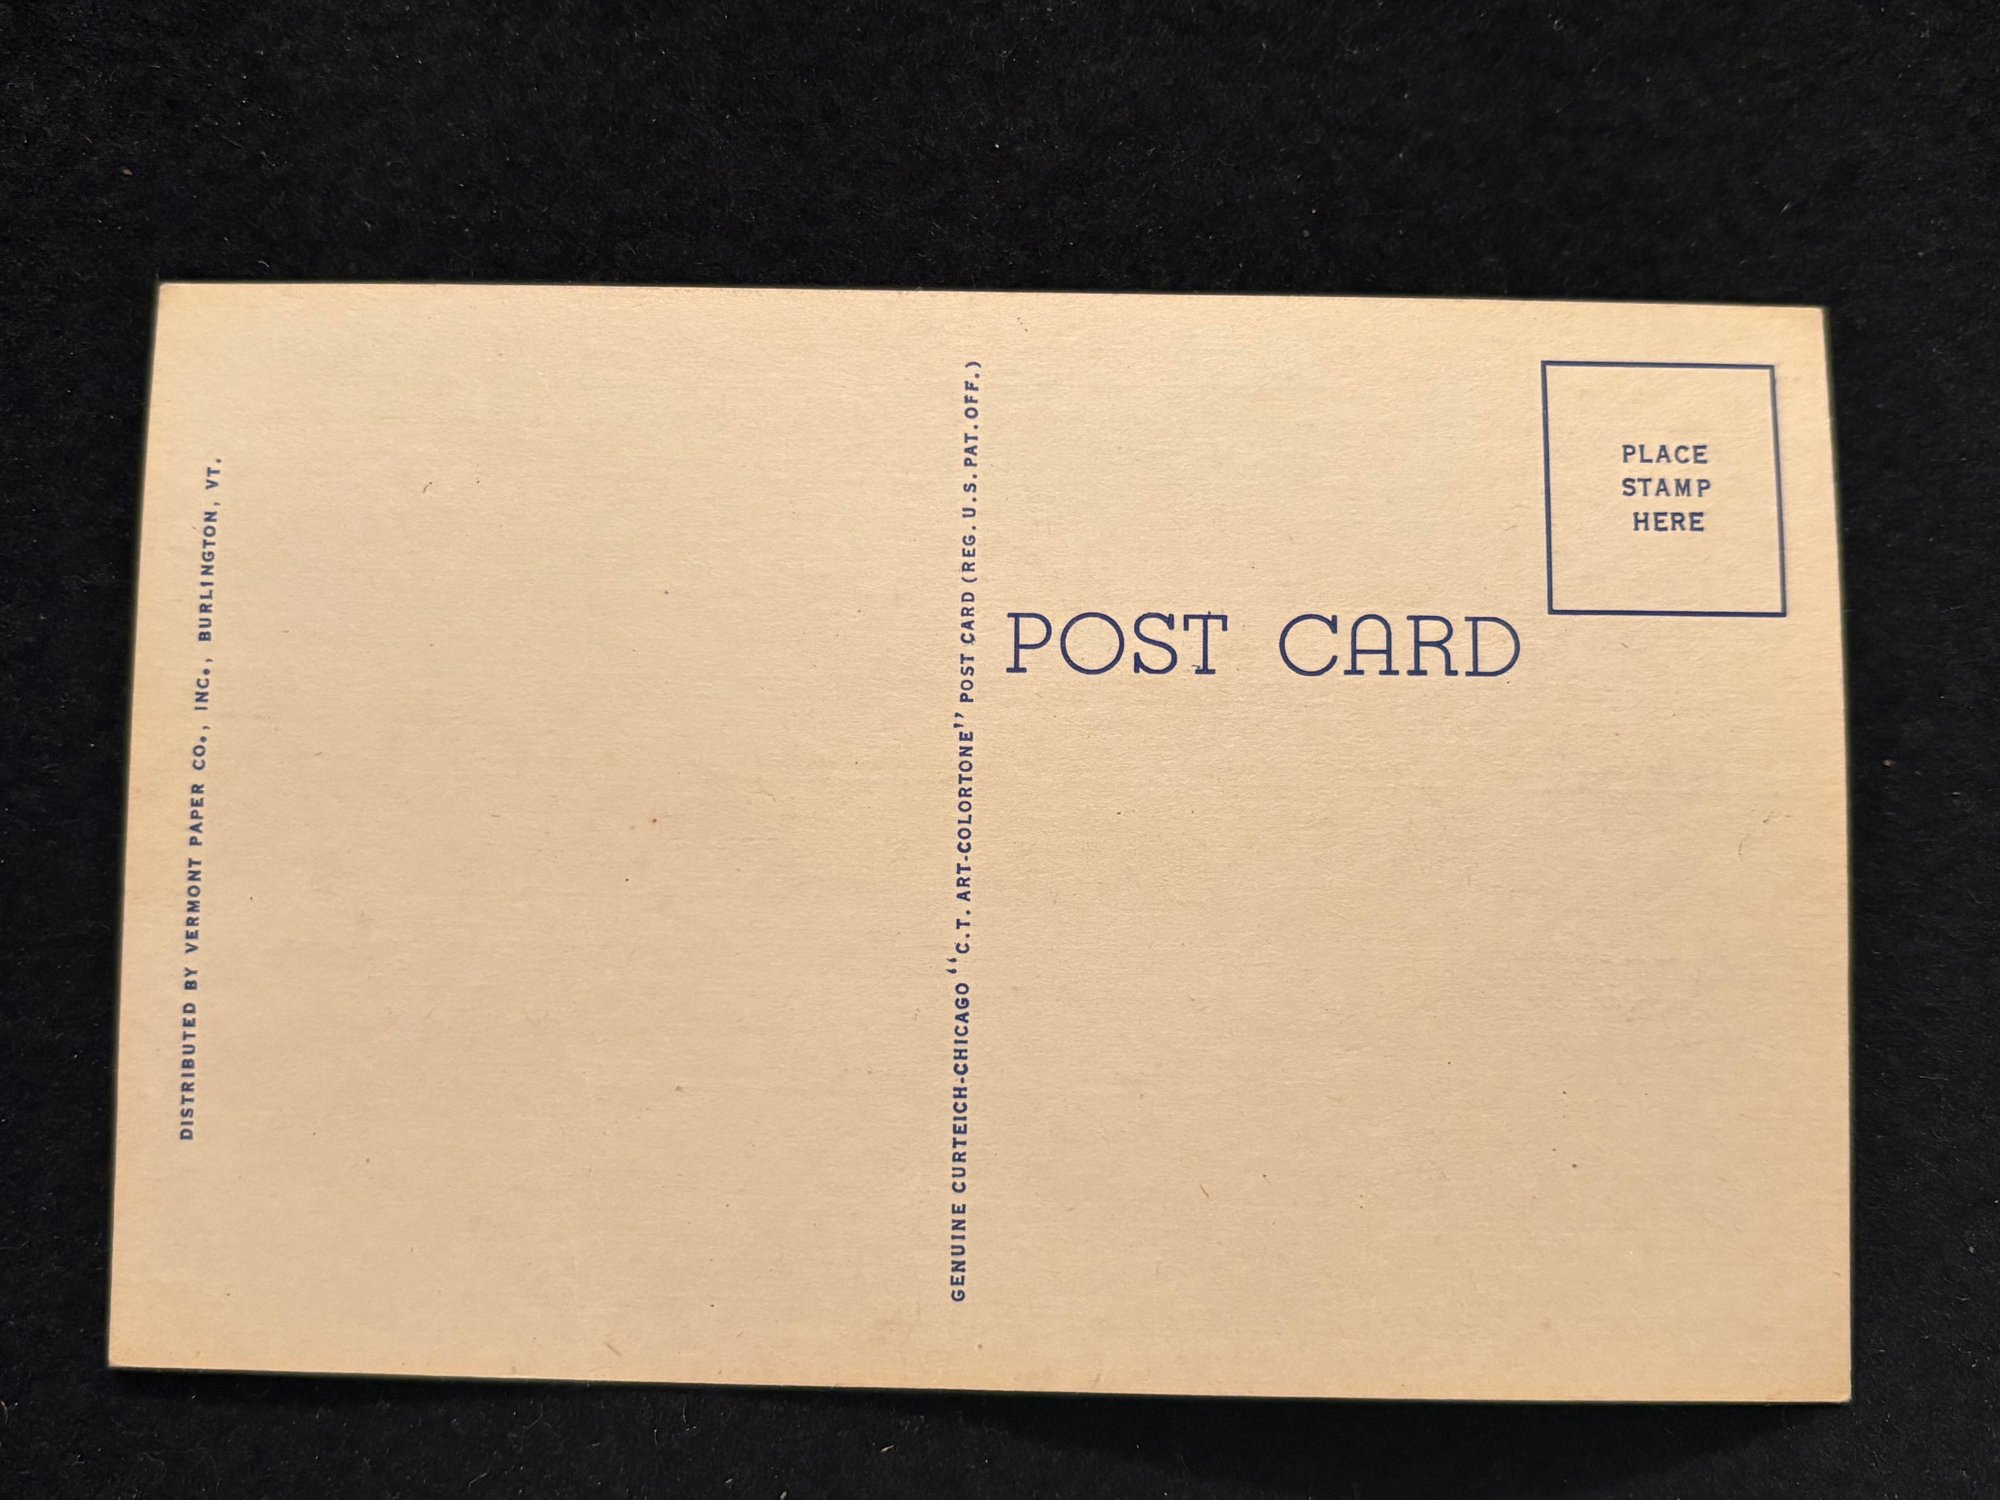 DISTRIBUTED BY VERMONT PAPER CO., INC., BURLINGTON, VT.
GENUINE CURTEICH-CHICAGO "C.T. ART-COLORTONE" POST CARD (REG. U.S. PAT. OFF.)
POST CARD
PLACE
STAMP
HERE